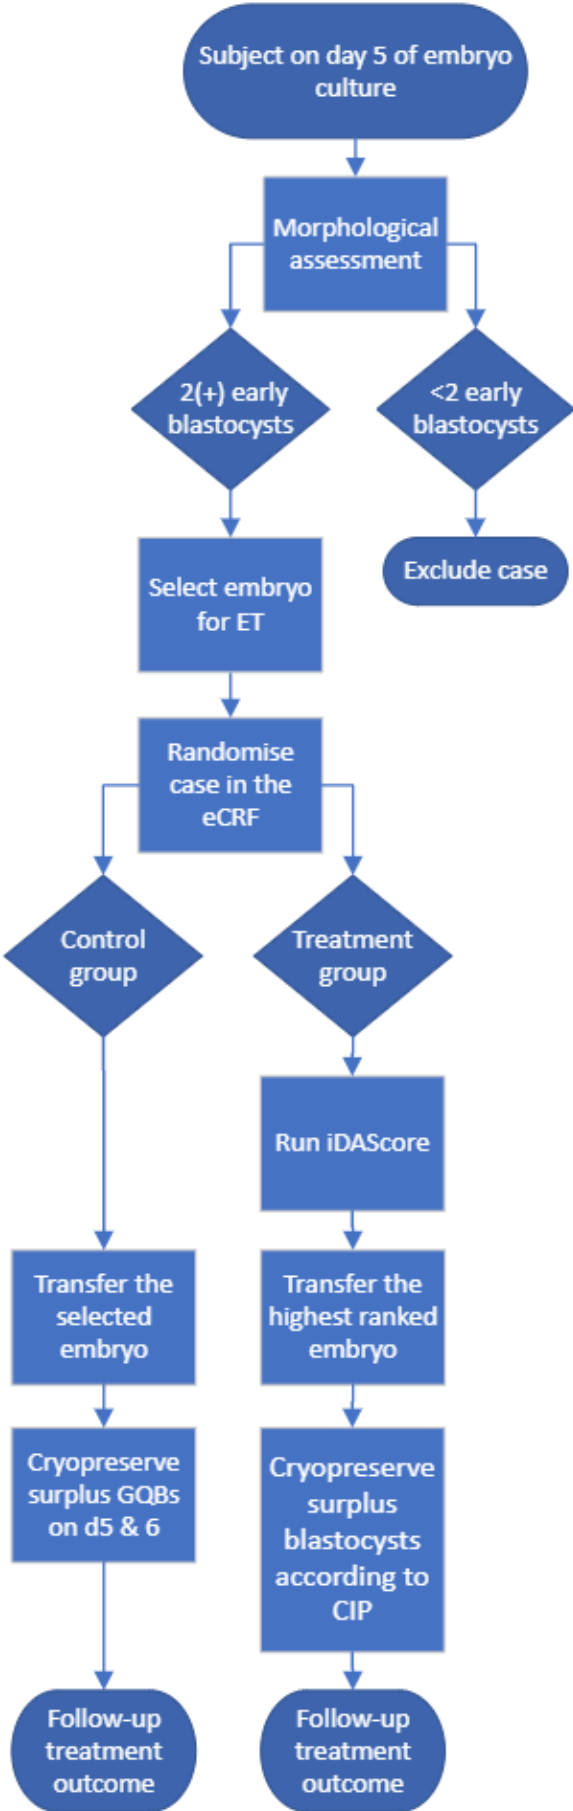 Subject on day 5 of embryo
culture
Morphological
assessment
2(+) early
blastocysts
<2 early
blastocysts
Exclude case
Select embryo
for ET
Randomise
case in the
eCRF
Control
group
Treatment
group
Run iDAScore
Transfer the
selected
embryo
Transfer the
highest ranked
embryo
Cryopreserve
surplus GQBs
on d5 & 6
Cryopreserve
surplus
blastocysts
according to
CIP
Follow-up
treatment
outcome
Follow-up
treatment
outcome